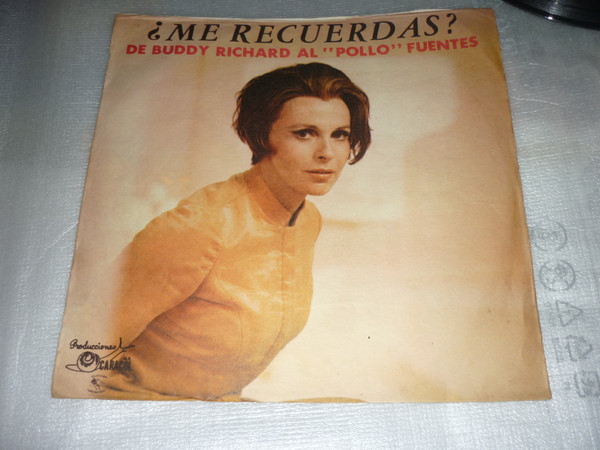 ¿ME RECUERDAS?
DE BUDDY RICHARD AL "POLLO" FUENTES
Producciones
CARACOL